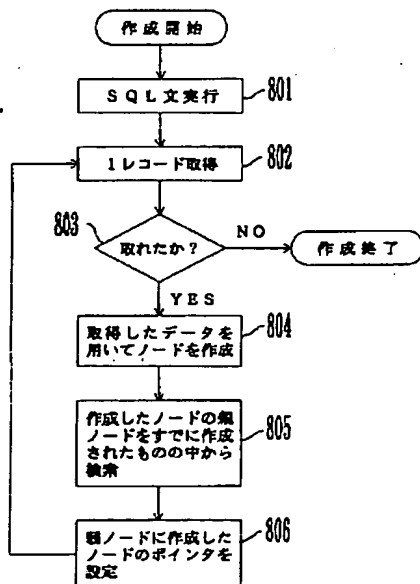 作成開始
SQL文実行
801
1レコード取得
802
803
取れたか？
NO
作成終了
YES
取得したデータを
用いてノードを作成
804
作成したノードの親
ノードをすでに作成
されたものの中から
検索
805
親ノードに作成した
ノードのポインタを
設定
806